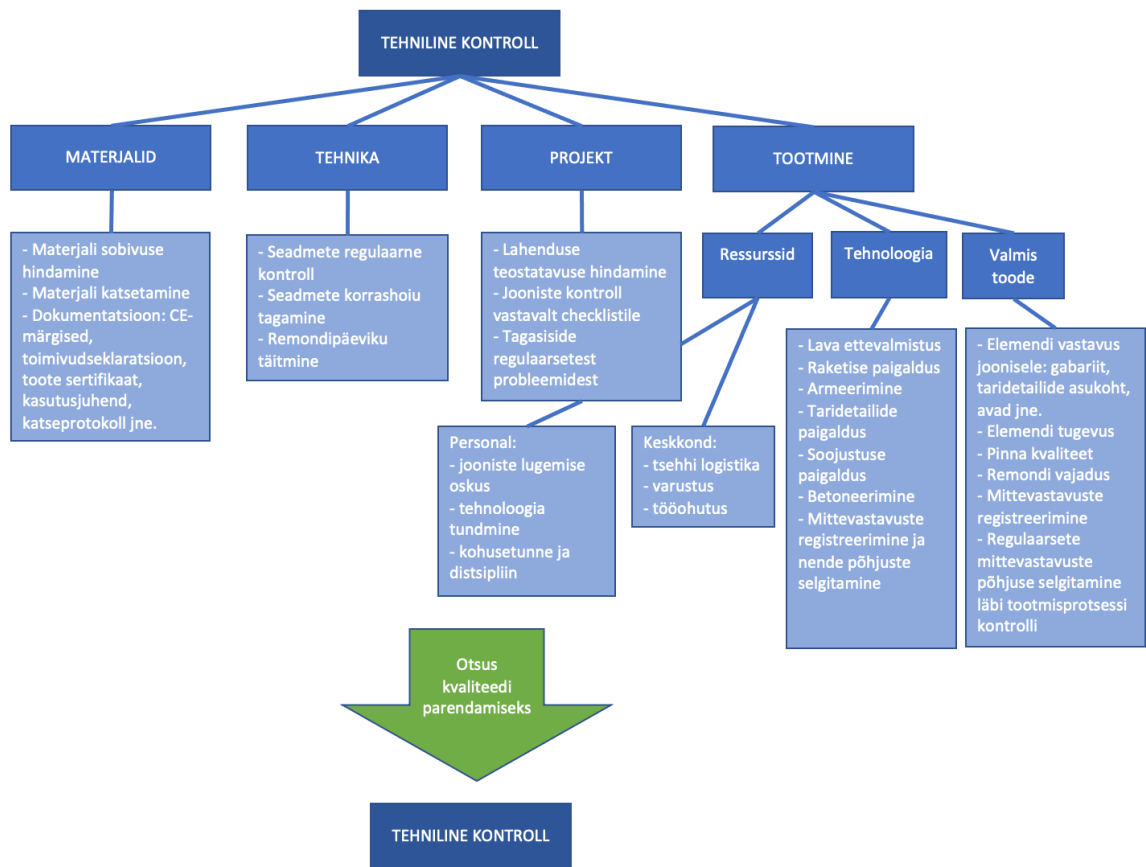 TEHNILINE KONTROLL
MATERJALID
TEHNIKA
PROJEKT
TOOTMINE
- Materjali sobivuse
hindamine
- Materjali katsetamine
- Dokumentatsioon: CE-
märgised,
toimivudseklaratsioon,
toote sertifikaat,
kasutusjuhend,
katseprotokoll jne.
- Seadmete regulaarne
kontroll
- Seadmete korrashoiu
tagamine
- Remondipäeviku
täitmine
- Lahenduse
teostatavuse hindamine
- Jooniste kontroll
vastavalt checklistile
- Tagasiside
regulaarsetest
probleemidest
Ressurssid
Tehnoloogia
Valmis
toode
Personal:
- jooniste lugemise
oskus
- tehnoloogia
tundmine
- kohusetunne ja
distsipliin
Keskkond:
- tsehhi logistika
- varustus
- tööohutus
- Lava ettevalmistus
- Raketise paigaldus
- Armeerimine
- Taridetailide
paigaldus
- Soojustuse
paigaldus
- Betoneerimine
- Mittevastavuste
registreerimine ja
nende põhjuste
selgitamine
- Elemendi vastavus
joonisele: gabariit,
taridetailide asukoht,
avad jne.
- Elemendi tugevus
- Pinna kvaliteet
- Remondi vajadus
- Mittevastavuste
registreerimine
- Regulaarsete
mittevastavuste
põhjuse selgitamine
läbi tootmisprotsessi
kontrolli
Otsus
kvaliteedi
parendamiseks
TEHNILINE KONTROLL